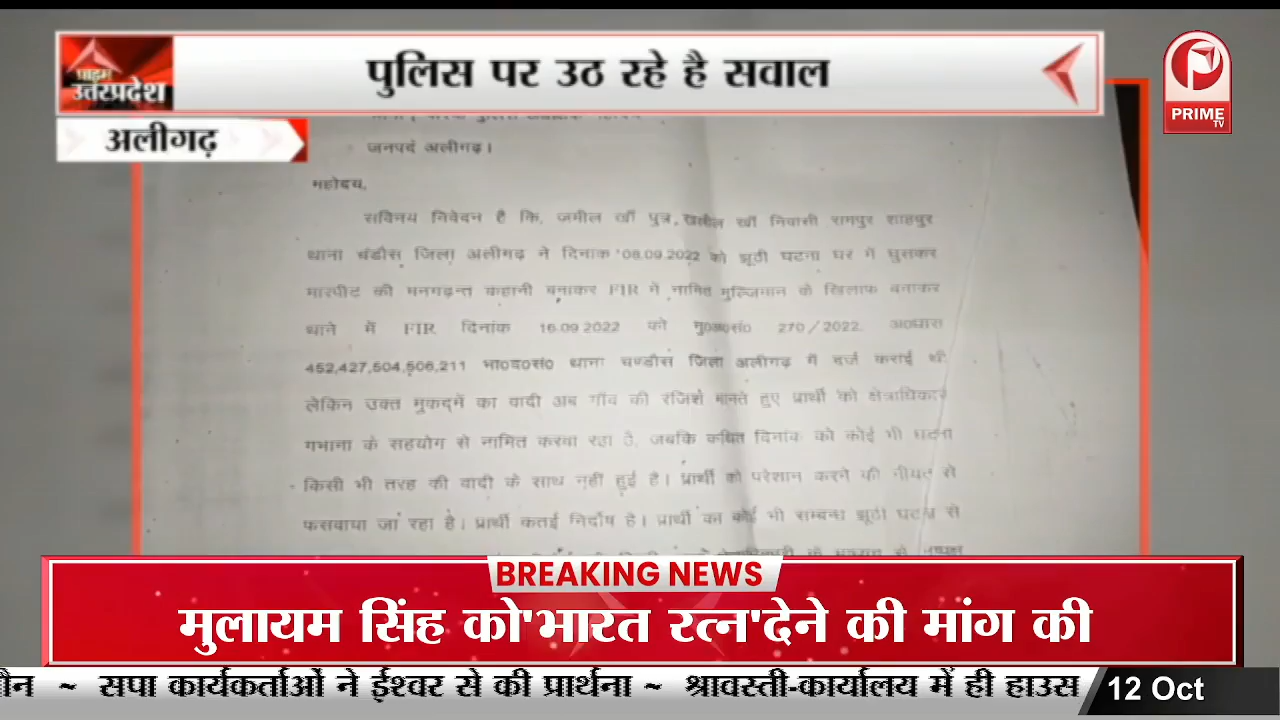 पुलिस पर उठ रहे है सवाल
प्राइम
उत्तरप्रदेश
PRIME
TV
अलीगढ़
जनपद अलीगढ़।
महोदय,
सविनय निवेदन है कि, जमील खाँ पुत्र, खलील खाँ निवासी रामपुर शाहपुर
थाना चंडौस जिला अलीगढ़ ने दिनांक 08.09.2022 को झूठी घटना घर में घुसकर
मारपीट की मनगढ़न्त कहानी बनाकर FIR में नामित मुल्जिमान के खिलाफ बनाकर
थाने में FIR दिनांक 16.09.2022 को मु0अ0सं0 270/2022, अ0धारा
452,427,504,506,211 भा0द0सं0 थाना चण्डौस जिला अलीगढ़ में दर्ज कराई थी
लेकिन उक्त मुकदमें का वादी अब गाँव की रंजिश मानते हुए प्रार्थी को क्षेत्राधिकारी
गभाना के सहयोग से नामित करवा रहा है, जबकि कथित दिनांक को कोई भी घटना
किसी भी तरह की वादी के साथ नहीं हुई है। प्रार्थी को परेशान करने की नीयत से
फसवाया जा रहा है। प्रार्थी कतई निर्दोष है। प्रार्थी का कोई भी सम्बन्ध झूठी घटना से
BREAKING NEWS
मुलायम सिंह को'भारत रत्न'देने की मांग की
सपा कार्यकर्ताओं ने ईश्वर से की प्रार्थना ~ श्रावस्ती-कार्यालय में ही हाउस
12 Oct